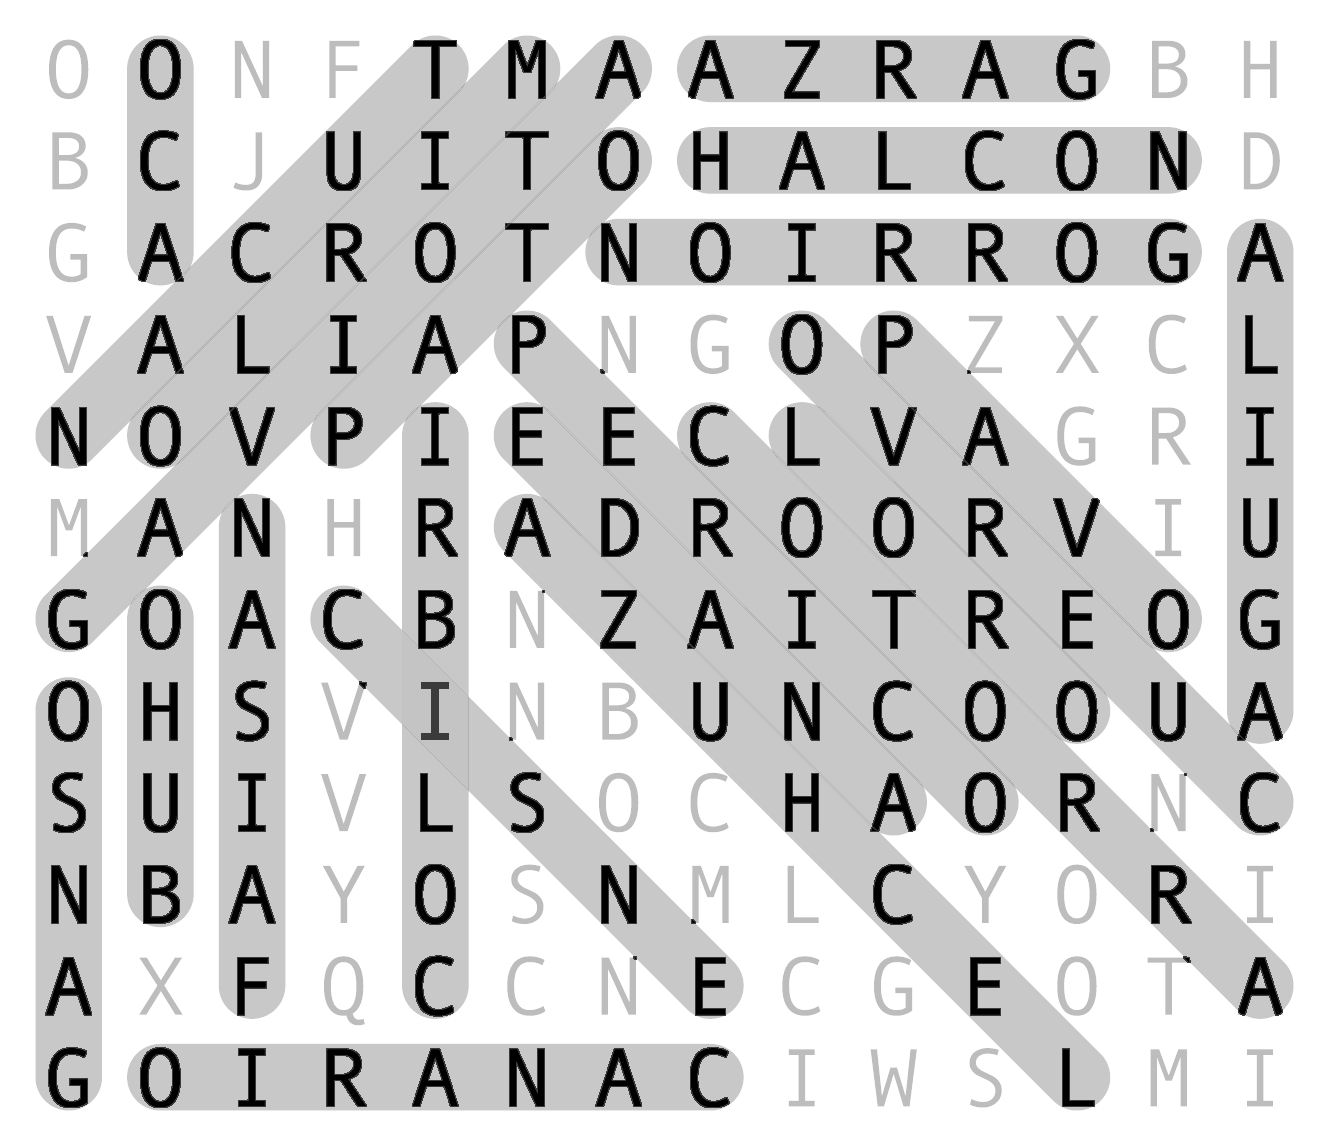 O O N F T M A A Z R A G B H
B C J U I T O H A L C O N D
G A C R O T N O I R R O G A
V A L I A P N G O P Z X C L
N O V P I E E C L V A G R I
M A N H R A D R O O R V I U
G O A C B N Z A I T R E O G
O H S V I N B U N C O O U A
S U I V L S O C H A O R N C
N B A Y O S N M L C Y O R I
A X F Q C C N E C G E O T A
G O I R A N A C I W S L M I